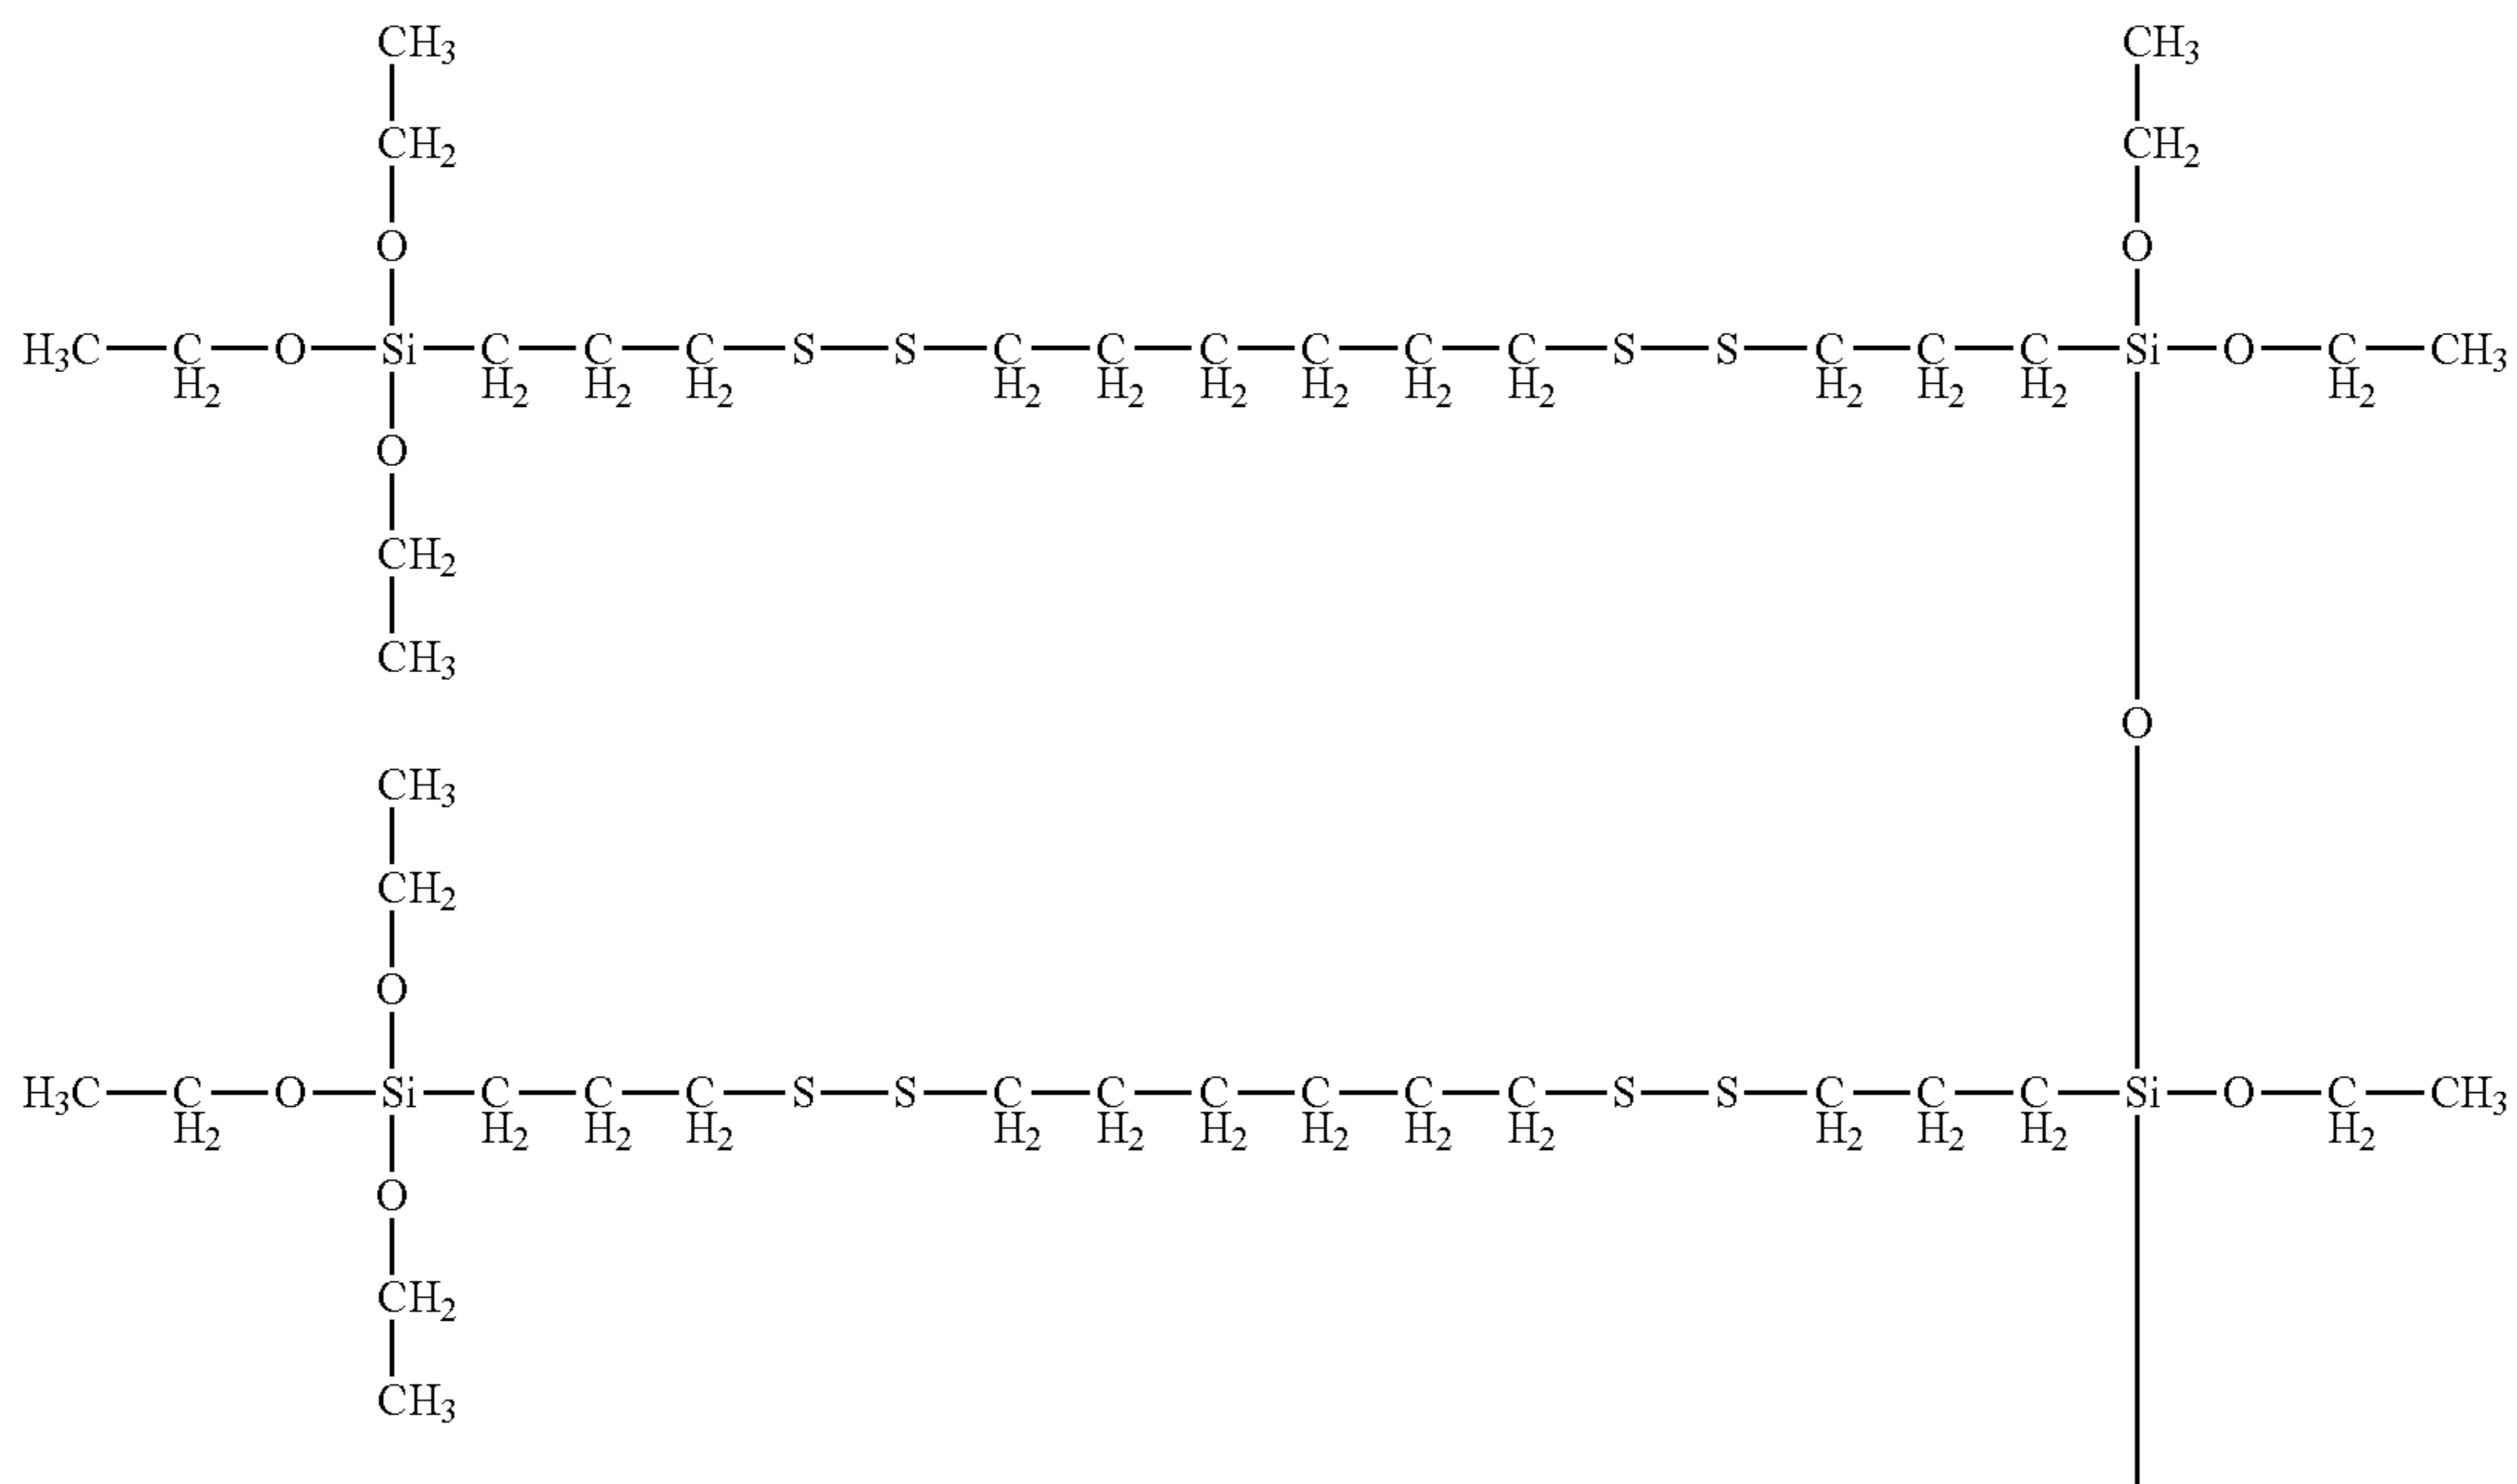 CH₃ CH₃
CH₂ CH₂
O O
H₃C C O Si C C C S S C C C C C C S S C C C Si O C CH₃
H₂ H₂ H₂ H₂ H₂ H₂ H₂ H₂ H₂ H₂ H₂ H₂ H₂ H₂
O
CH₂
CH₃
O
CH₃
CH₂
O
H₃C C O Si C C C S S C C C C C C S S C C C Si O C CH₃
H₂ H₂ H₂ H₂ H₂ H₂ H₂ H₂ H₂ H₂ H₂ H₂ H₂ H₂
O
CH₂
CH₃